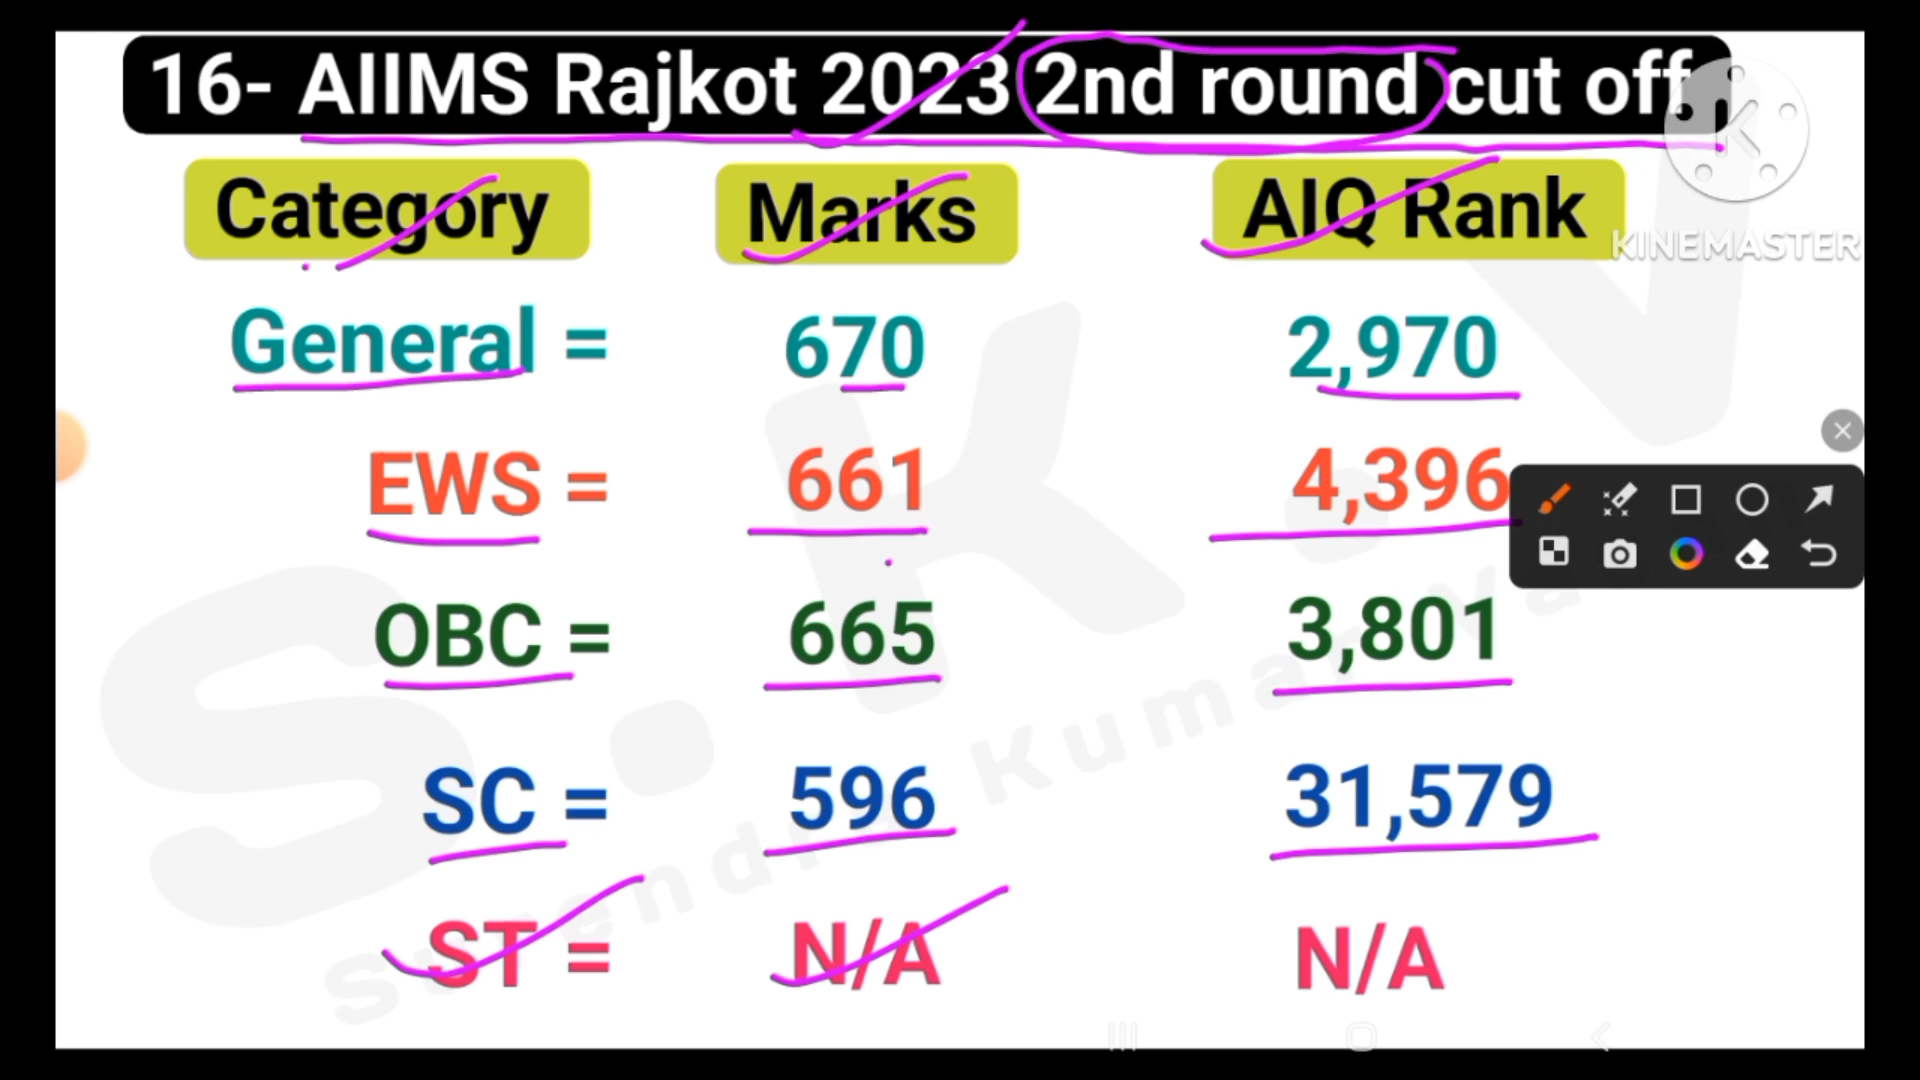 16- AIIMS Rajkot 2023 2nd round cut off
Category Marks AIQ Rank
KINEMASTER
General = 670 2,970
EWS = 661 4,396
OBC = 665 3,801
SC = 596 31,579
ST = N/A N/A
S.K.V
Kumar